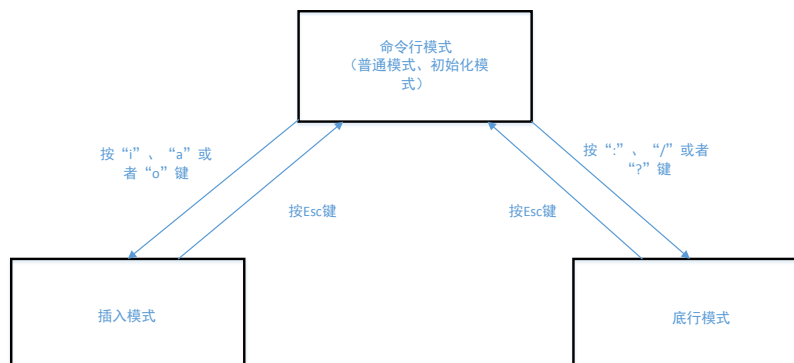 命令行模式
（普通模式、初始化模
式）
按“i”、“a”或
者“o”键
按“:”、“/”或者
“?”键
按Esc键
按Esc键
插入模式
底行模式